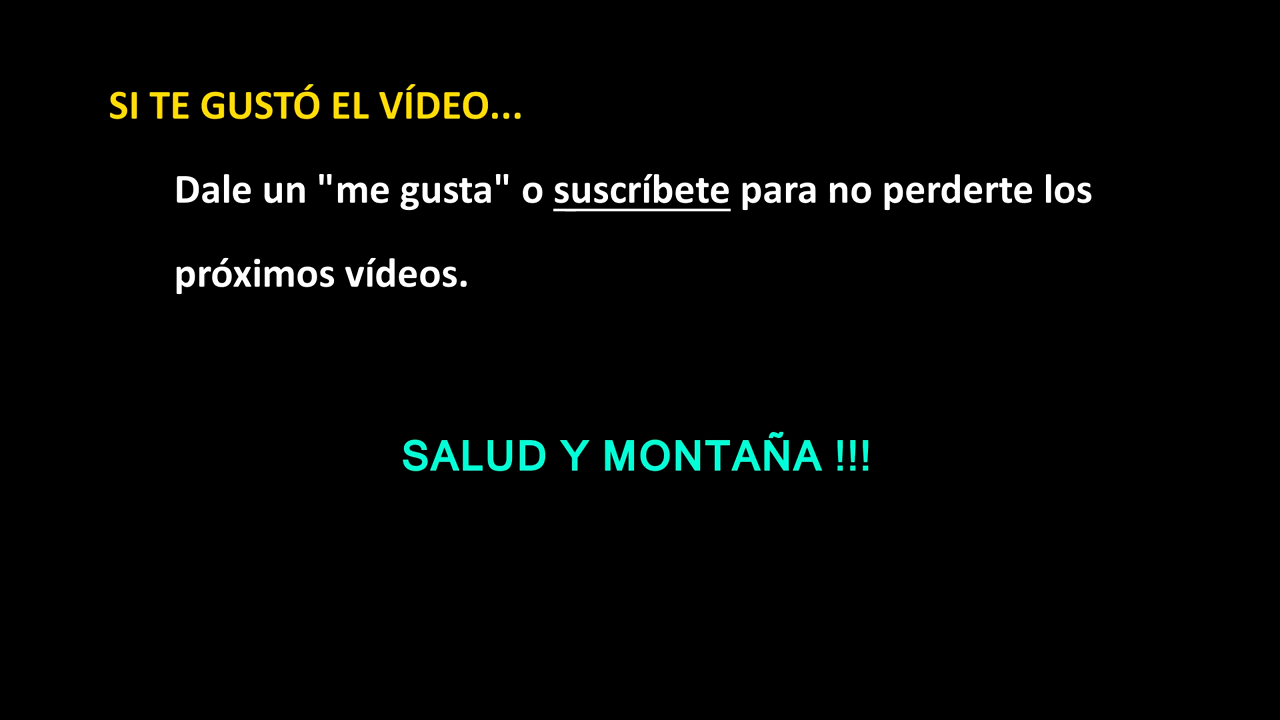 SI TE GUSTÓ EL VÍDEO...
Dale un "me gusta" o suscríbete para no perderte los
próximos vídeos.
SALUD Y MONTAÑA !!!